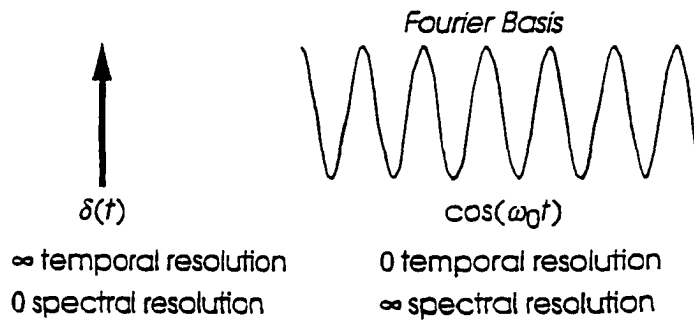 Fourier Basis
δ(t)
cos(ω₀t)
∞ temporal resolution
0 spectral resolution
0 temporal resolution
∞ spectral resolution